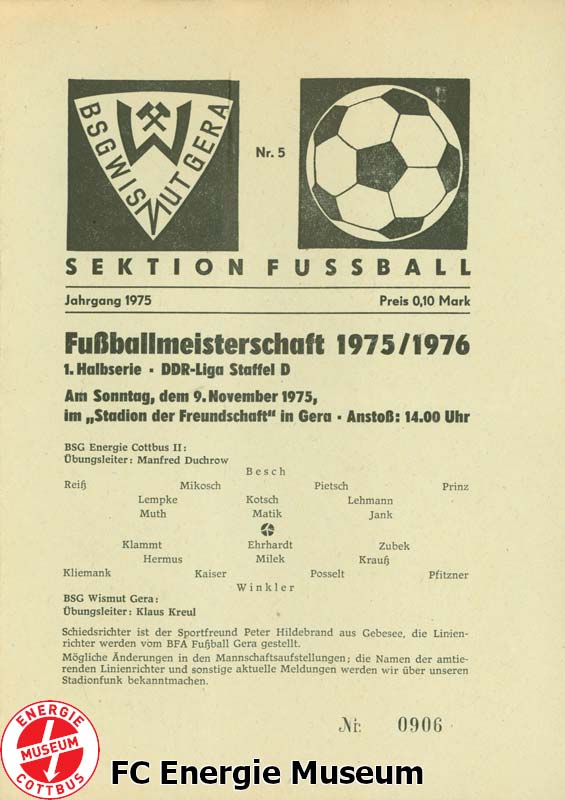 BSG WISMUT GERA
Nr. 5
SEKTION FUSSBALL
Jahrgang 1975 Preis 0,10 Mark
Fußballmeisterschaft 1975/1976
1. Halbserie · DDR-Liga Staffel D
Am Sonntag, dem 9. November 1975,
im „Stadion der Freundschaft" in Gera · Anstoß: 14.00 Uhr
BSG Energie Cottbus II:
Übungsleiter: Manfred Duchrow
Besch
Reiß Mikosch Pietsch Prinz
Lempke Kotsch Lehmann
Muth Matik Jank
Klammt Ehrhardt Zubek
Hermus Milek Krauß
Kliemank Kaiser Posselt Pfitzner
Winkler
BSG Wismut Gera:
Übungsleiter: Klaus Kreul
Schiedsrichter ist der Sportfreund Peter Hildebrand aus Gebesee, die Linien-
richter werden vom BFA Fußball Gera gestellt.
Mögliche Änderungen in den Mannschaftsaufstellungen; die Namen der amtie-
renden Linienrichter und sonstige aktuelle Meldungen werden wir über unseren
Stadionfunk bekanntmachen.
Nr. 0906
ENERGIE
MUSEUM
COTTBUS
FC Energie Museum